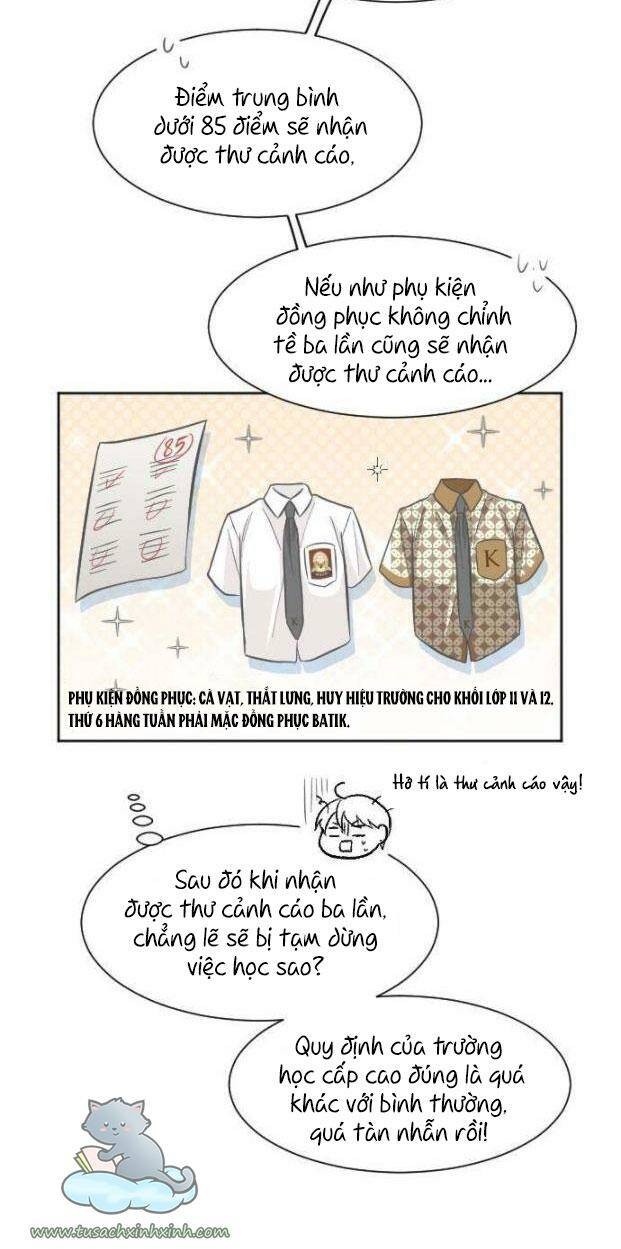 Điểm trung bình
dưới 85 điểm sẽ nhận
được thư cảnh cáo.
Nếu như phụ kiện
đồng phục không chỉnh
tề ba lần cũng sẽ nhận
được thư cảnh cáo...
85
K
K
K
PHỤ KIỆN ĐỒNG PHỤC: CÀ VẠT, THẮT LƯNG, HUY HIỆU TRƯỜNG CHO KHỐI LỚP 11 VÀ 12.
THỨ 6 HÀNG TUẦN PHẢI MẶC ĐỒNG PHỤC BATIK.
Hở tí là thư cảnh cáo vậy!
Sau đó khi nhận
được thư cảnh cáo ba lần,
chẳng lẽ sẽ bị tạm dừng
việc học sao?
Quy định của trường
học cấp cao đúng là quá
khác với bình thường,
quá tàn nhẫn rồi!
www.tusachxinhxinh.com